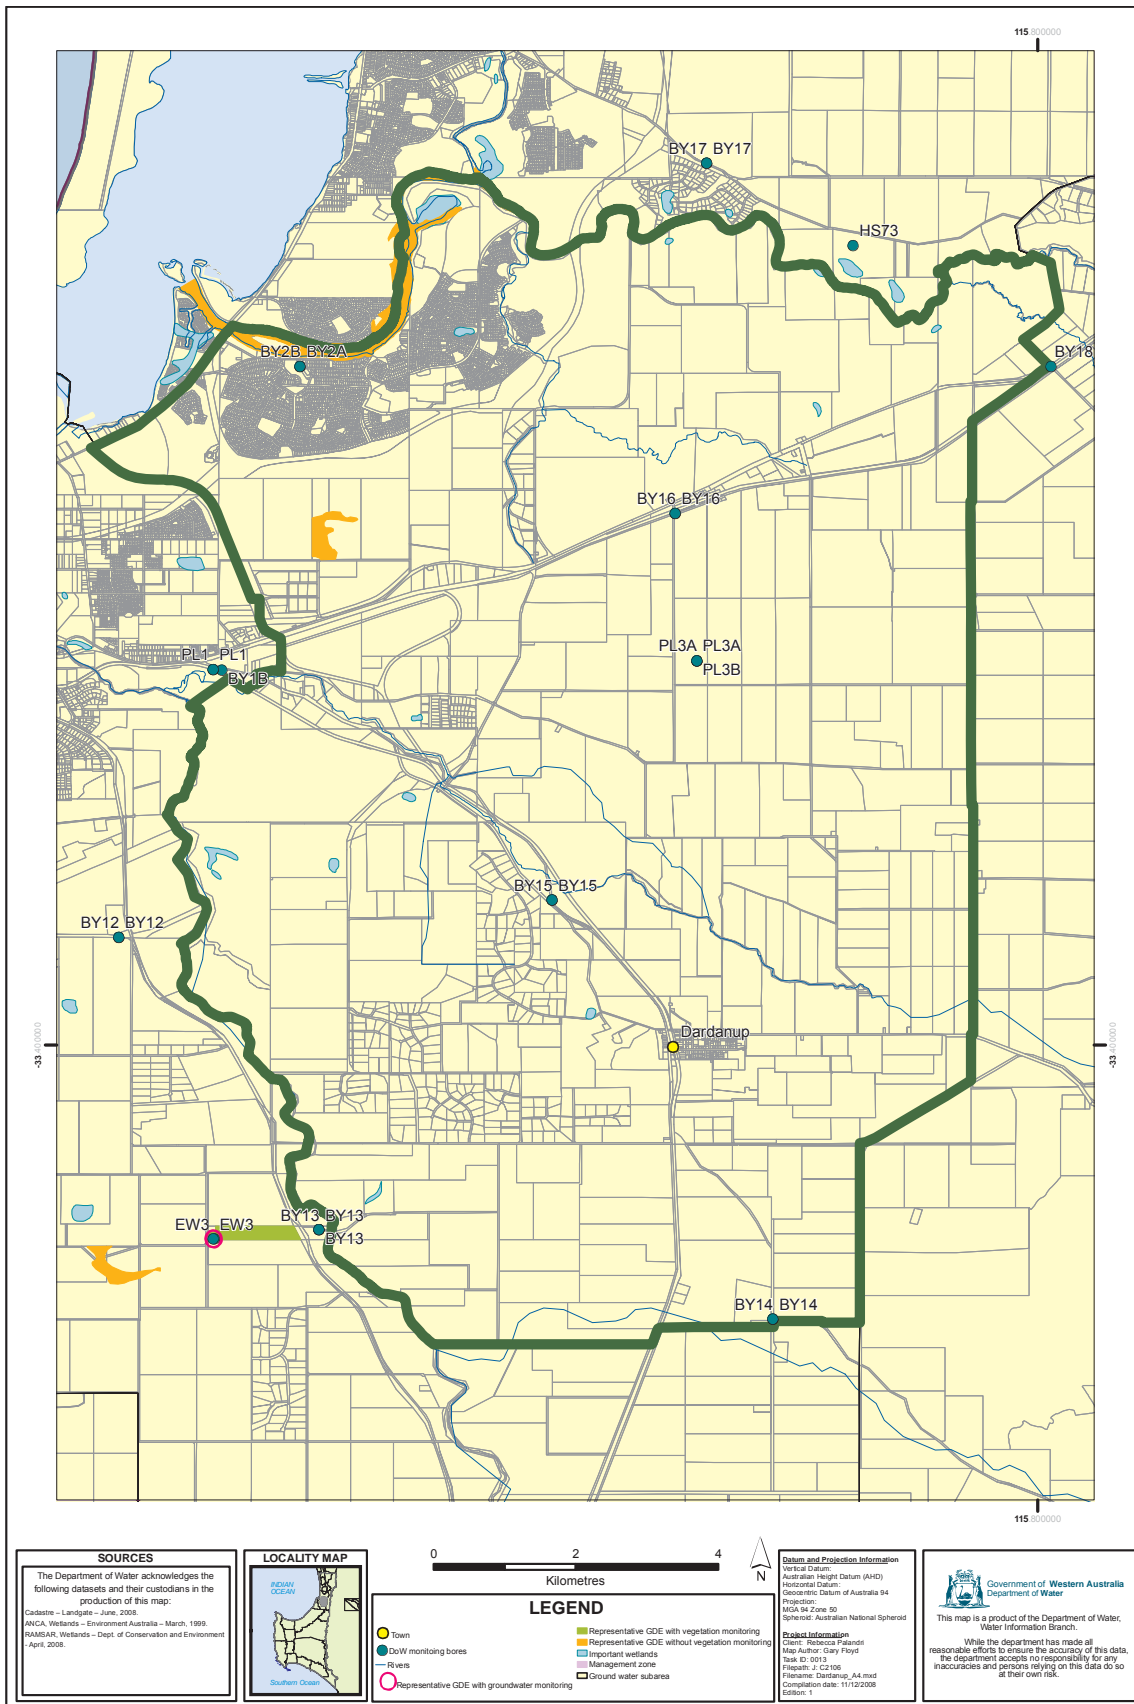 115.800000
BY17 BY17
HS73
BY2B BY2A
BY18
BY16 BY16
PL1 PL1
BY1B
PL3A PL3A
PL3B
BY15 BY15
BY12 BY12
Dardanup
-33.400000
-33.400000
EW3 EW3
BY13 BY13
BY13
BY14 BY14
115.800000
SOURCES
The Department of Water acknowledges the
following datasets and their custodians in the
production of this map:
Cadastre – Landgate – June, 2008.
ANCA, Wetlands – Environment Australia – March, 1999.
RAMSAR, Wetlands – Dept. of Conservation and Environment
- April, 2008.
LOCALITY MAP
INDIAN
OCEAN
Southern Ocean
0 2 4
Kilometres
N
LEGEND
Town
DoW monitoing bores
Rivers
Representative GDE with groundwater monitoring
Representative GDE with vegetation monitoring
Representative GDE without vegetation monitoring
Important wetlands
Management zone
Ground water subarea
Datum and Projection Information
Vertical Datum:
Australian Height Datum (AHD)
Horizontal Datum:
Geocentric Datum of Australia 94
Projection:
MGA 94 Zone 50
Spheroid: Australian National Spheroid
Project Information
Client: Rebecca Palandri
Map Author: Gary Floyd
Task ID: 0013
Filepath: J: C2106
Filename: Dardanup_A4.mxd
Compilation date: 11/12/2008
Edition: 1
Government of Western Australia
Department of Water
This map is a product of the Department of Water,
Water Information Branch.
While the department has made all
reasonable efforts to ensure the accuracy of this data,
the department accepts no responsibility for any
inaccuracies and persons relying on this data do so
at their own risk.